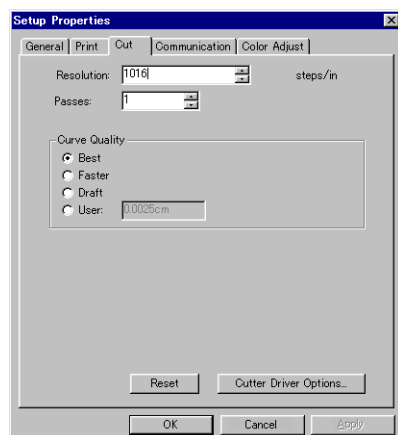 Setup Properties
General Print Cut Communication Color Adjust
Resolution: 1016 steps/in
Passes: 1
Curve Quality
Best
Faster
Draft
User: 0.0025cm
Reset Cutter Driver Options...
OK Cancel Apply